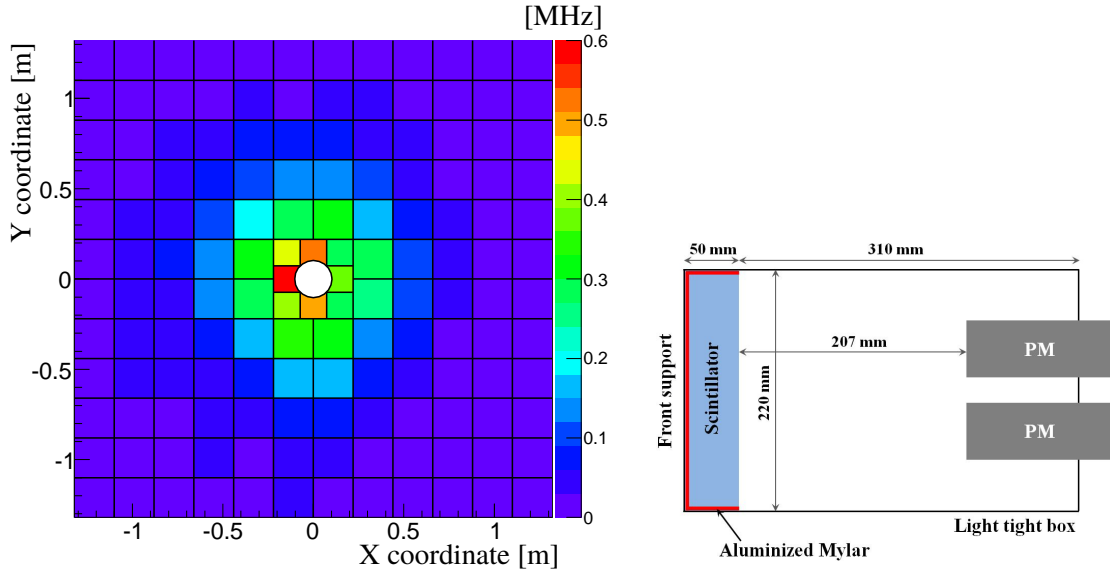 [MHz]
Y coordinate [m]
1
0.5
0
-0.5
-1
-1
-0.5
0
0.5
1
X coordinate [m]
0.6
0.5
0.4
0.3
0.2
0.1
0
50 mm
310 mm
Front support
Scintillator
220 mm
207 mm
PM
PM
Light tight box
Aluminized Mylar